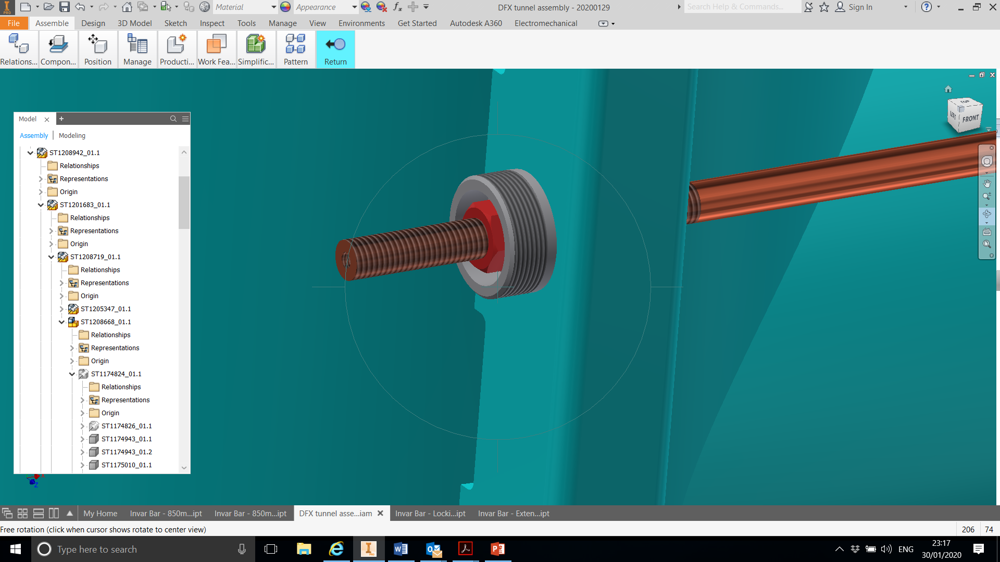 PRO
Material
Appearance
fx
DFX tunnel assembly - 20200129
Search Help & Commands...
Sign In
File
Assemble
Design
3D Model
Sketch
Inspect
Tools
Manage
View
Environments
Get Started
Autodesk A360
Electromechanical
Relations...
Compon...
Position
Manage
Producti...
Work Fea...
Simplific...
Pattern
Return
TOP
LEFT
FRONT
Model
Assembly
Modeling
ST1208942_01.1
Relationships
Representations
Origin
ST1201683_01.1
Relationships
Representations
Origin
ST1208719_01.1
Relationships
Representations
Origin
ST1205347_01.1
ST1208668_01.1
Relationships
Representations
Origin
ST1174824_01.1
Relationships
Representations
Origin
ST1174826_01.1
ST1174943_01.1
ST1174943_01.2
ST1175010_01.1
Z
My Home
Invar Bar - 850m...ipt
Invar Bar - 850m...ipt
DFX tunnel asse...iam
Invar Bar - Locki...ipt
Invar Bar - Exten...ipt
Free rotation (click when cursor shows rotate to center view)
206
74
Type here to search
ENG
23:17
30/01/2020